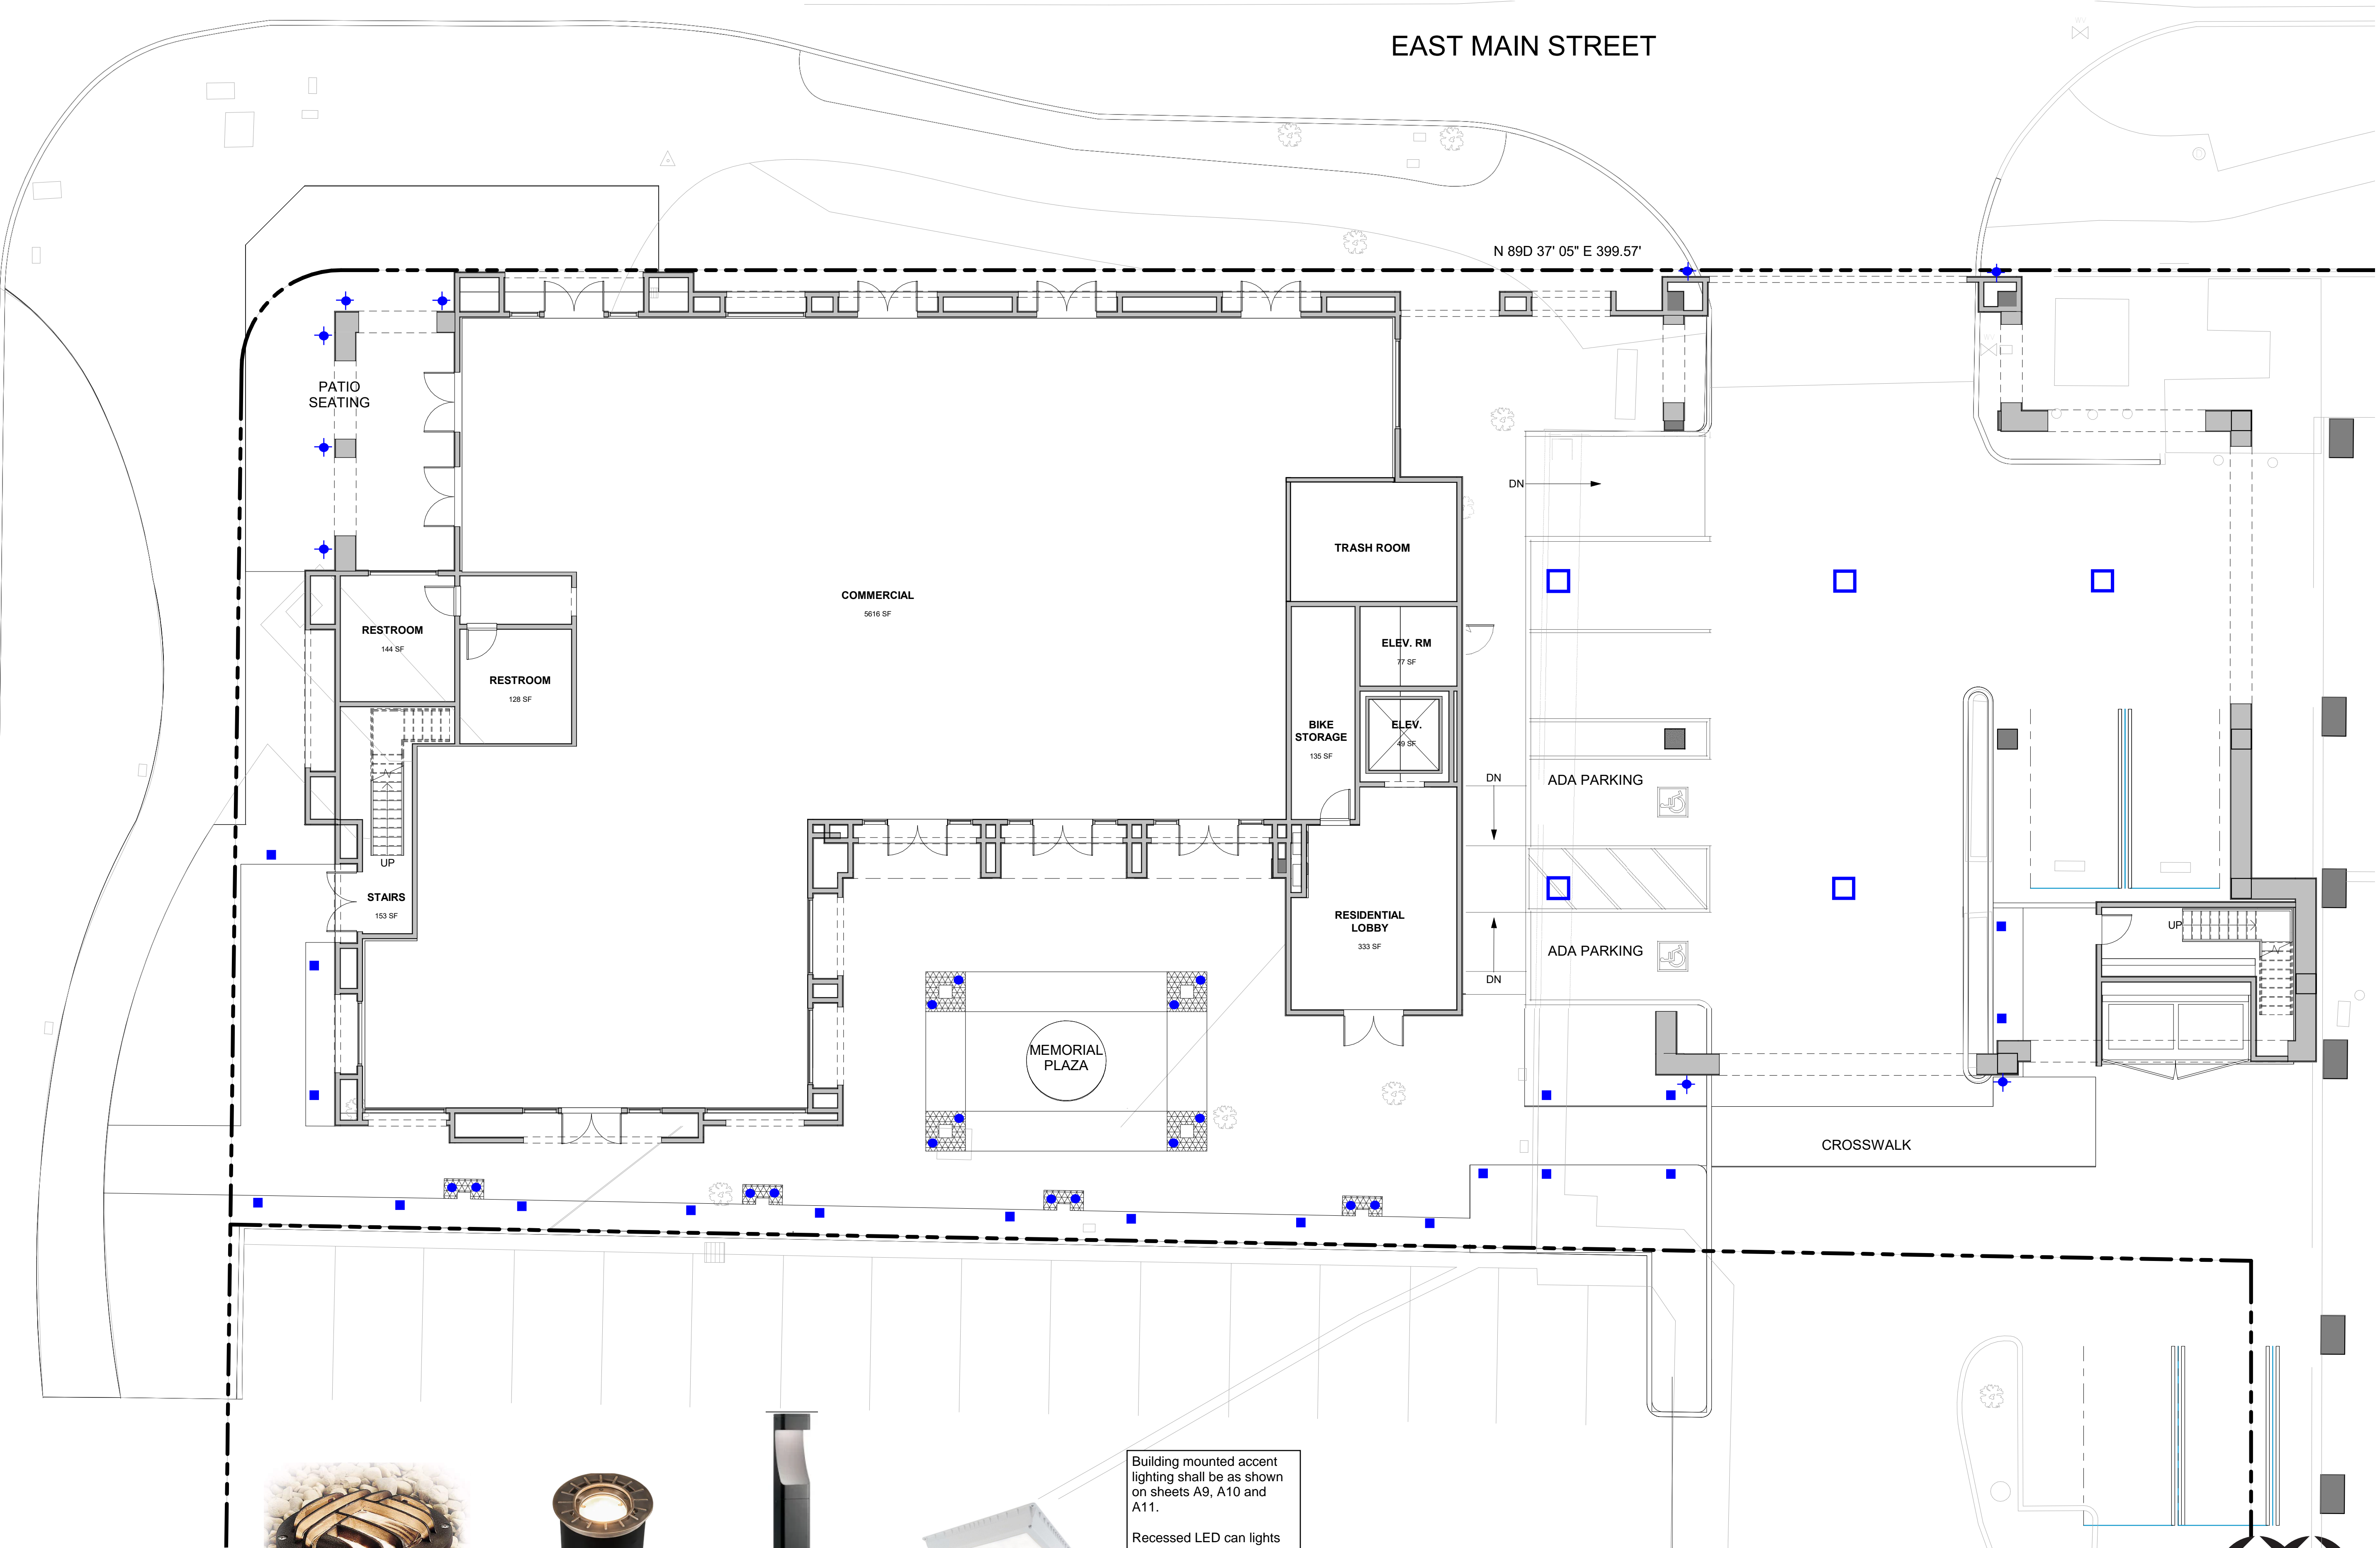 EAST MAIN STREET
N 89D 37' 05" E 399.57'
PATIO
SEATING
DN
TRASH ROOM
COMMERCIAL
5616 SF
RESTROOM
144 SF
ELEV. RM
77 SF
RESTROOM
128 SF
BIKE
STORAGE
135 SF
ELEV.
49 SF
DN
ADA PARKING
UP
STAIRS
153 SF
RESIDENTIAL
LOBBY
333 SF
UP
ADA PARKING
DN
MEMORIAL
PLAZA
CROSSWALK
Building mounted accent
lighting shall be as shown
on sheets A9, A10 and
A11.
Recessed LED can lights